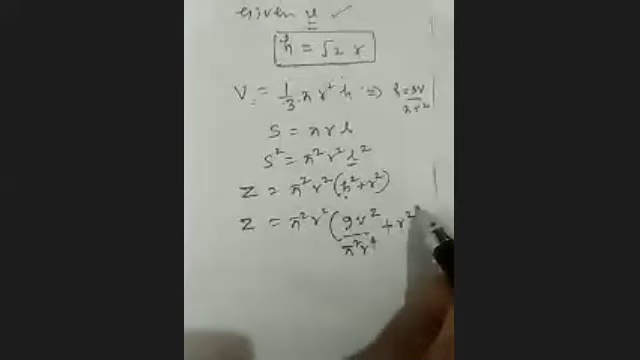 Given V ✓
h = √2 r
V = 1/3 π r² h ⇒ h = 3V/πr²
S = π r l
S² = π² r² l²
Z = π² r² (h² + r²)
Z = π² r² (9V²/π²r⁴ + r²)